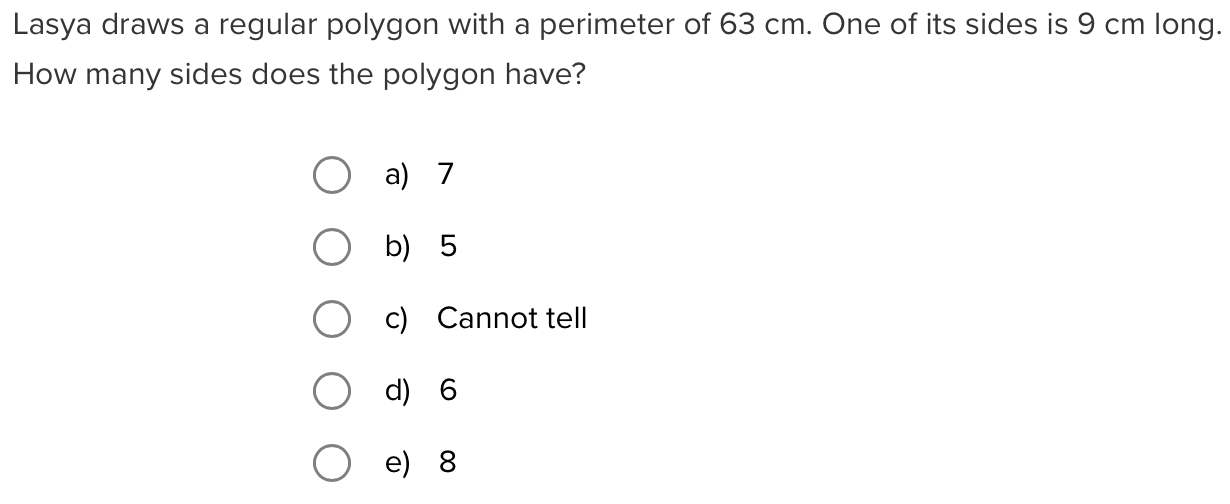 Lasya draws a regular polygon with a perimeter of 63 cm. One of its sides is 9 cm long.
How many sides does the polygon have?
a) 7
b) 5
c) Cannot tell
d) 6
e) 8